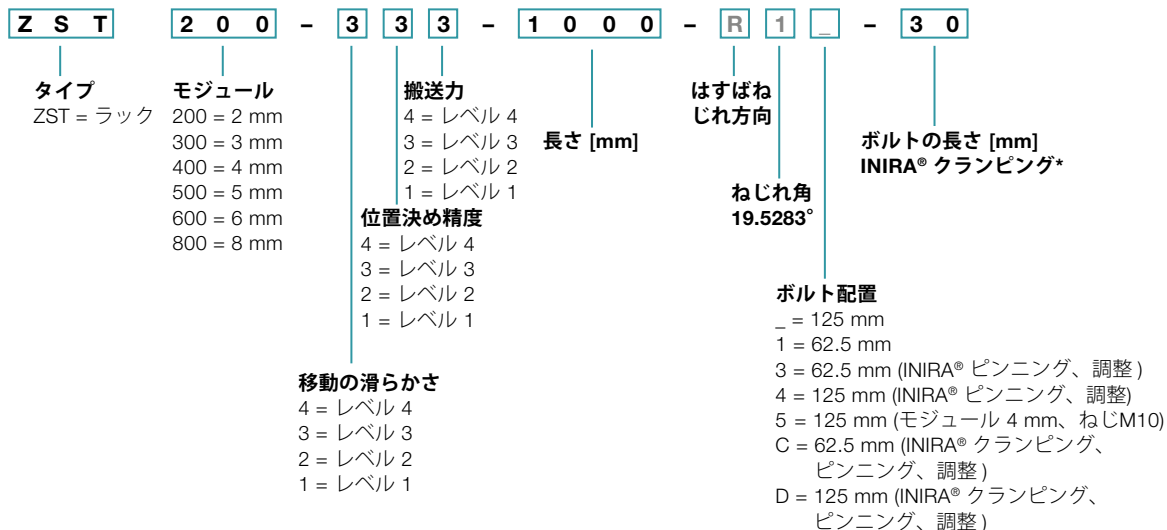 Z S T 2 0 0 – 3 3 3 – 1 0 0 0 – R 1 _ – 3 0
タイプ
ZST = ラック
モジュール
200 = 2 mm
300 = 3 mm
400 = 4 mm
500 = 5 mm
600 = 6 mm
800 = 8 mm
移動の滑らかさ
4 = レベル 4
3 = レベル 3
2 = レベル 2
1 = レベル 1
位置決め精度
4 = レベル 4
3 = レベル 3
2 = レベル 2
1 = レベル 1
搬送力
4 = レベル 4
3 = レベル 3
2 = レベル 2
1 = レベル 1
長さ [mm]
はすばね
じれ方向
ねじれ角
19.5283°
ボルト配置
_ = 125 mm
1 = 62.5 mm
3 = 62.5 mm (INIRA® ピンニング、調整 )
4 = 125 mm (INIRA® ピンニング、調整)
5 = 125 mm (モジュール 4 mm、ねじM10)
C = 62.5 mm (INIRA® クランピング、
ピンニング、調整 )
D = 125 mm (INIRA® クランピング、
ピンニング、調整 )
ボルトの長さ [mm]
INIRA® クランピング*